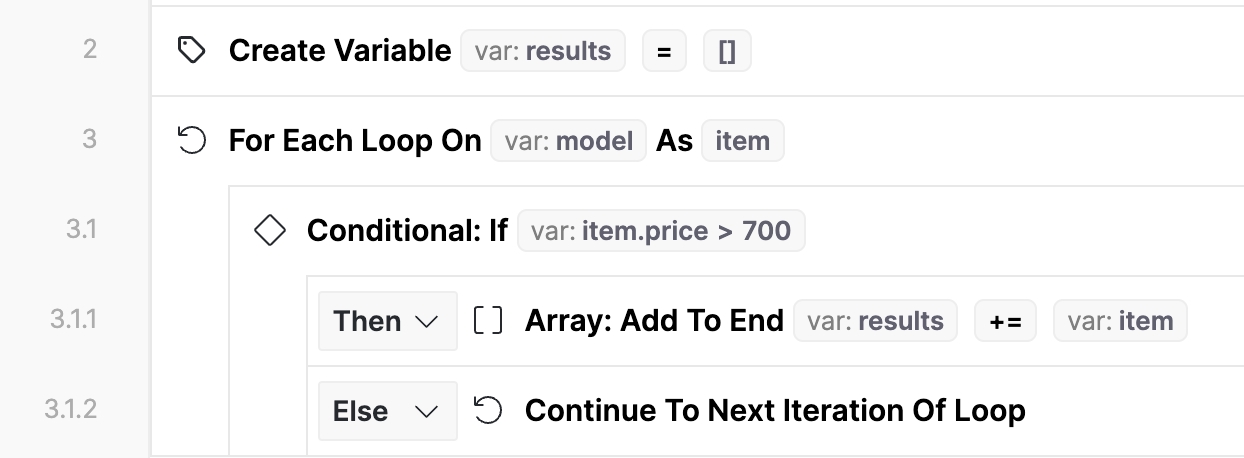 2 Create Variable var: results = []
3 For Each Loop On var: model As item
3.1 Conditional: If var: item.price > 700
3.1.1 Then [ ] Array: Add To End var: results += var: item
3.1.2 Else Continue To Next Iteration Of Loop